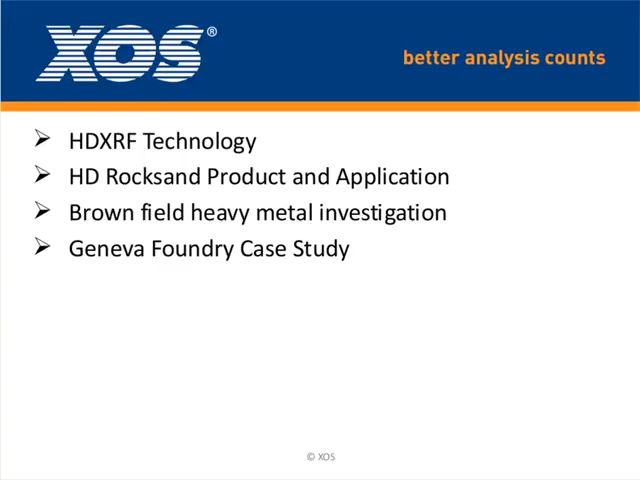 XOS®
better analysis counts
➢ HDXRF Technology
➢ HD Rocksand Product and Application
➢ Brown field heavy metal investigation
➢ Geneva Foundry Case Study
© XOS